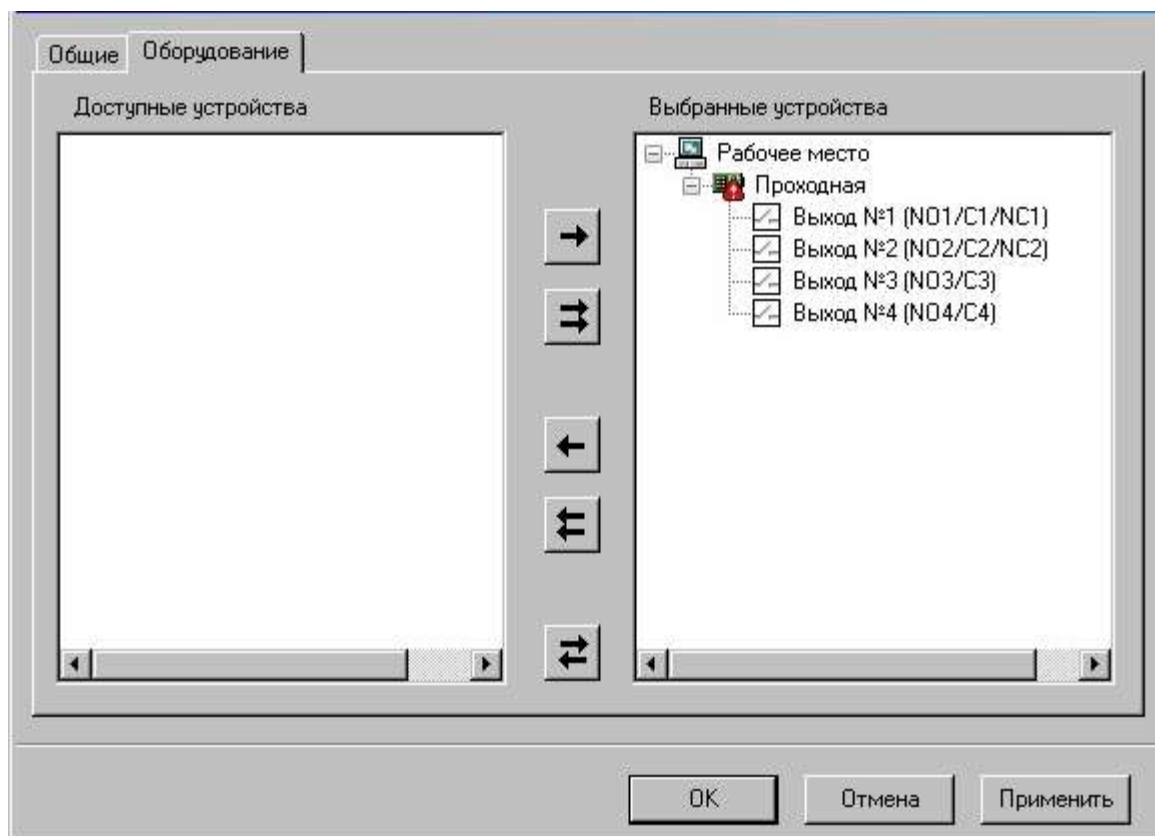 Общие
Оборудование
Доступные устройства
Выбранные устройства
Рабочее место
Проходная
Выход №1 (NO1/C1/NC1)
Выход №2 (NO2/C2/NC2)
Выход №3 (NO3/C3)
Выход №4 (NO4/C4)
OK
Отмена
Применить